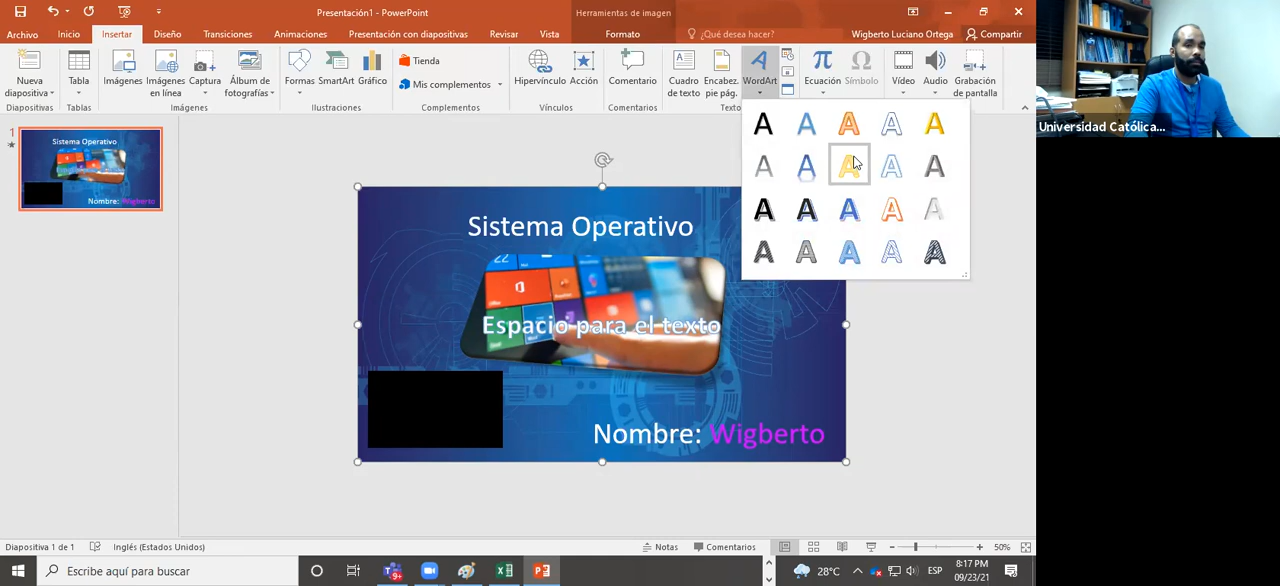 Presentación1 - PowerPoint
Herramientas de imagen
Archivo
Inicio
Insertar
Diseño
Transiciones
Animaciones
Presentación con diapositivas
Revisar
Vista
Formato
¿Qué desea hacer?
Wigberto Luciano Ortega
Compartir
Nueva diapositiva
Tabla
Imágenes
Imágenes en línea
Captura
Álbum de fotografías
Formas
SmartArt
Gráfico
Tienda
Mis complementos
Hipervínculo
Acción
Comentario
Cuadro de texto
Encabez. pie pág.
WordArt
Ecuación
Símbolo
Vídeo
Audio
Grabación de pantalla
Diapositivas
Tablas
Imágenes
Ilustraciones
Complementos
Vínculos
Comentarios
Texto
A A A A A
A A A A A
A A A A A
A A A A A
1
Sistema Operativo
Nombre: Wigberto
Sistema Operativo
Espacio para el texto
Nombre: Wigberto
Universidad Católica...
Diapositiva 1 de 1
Inglés (Estados Unidos)
Notas
Comentarios
50%
Escribe aquí para buscar
28°C
ESP
8:17 PM
09/23/21